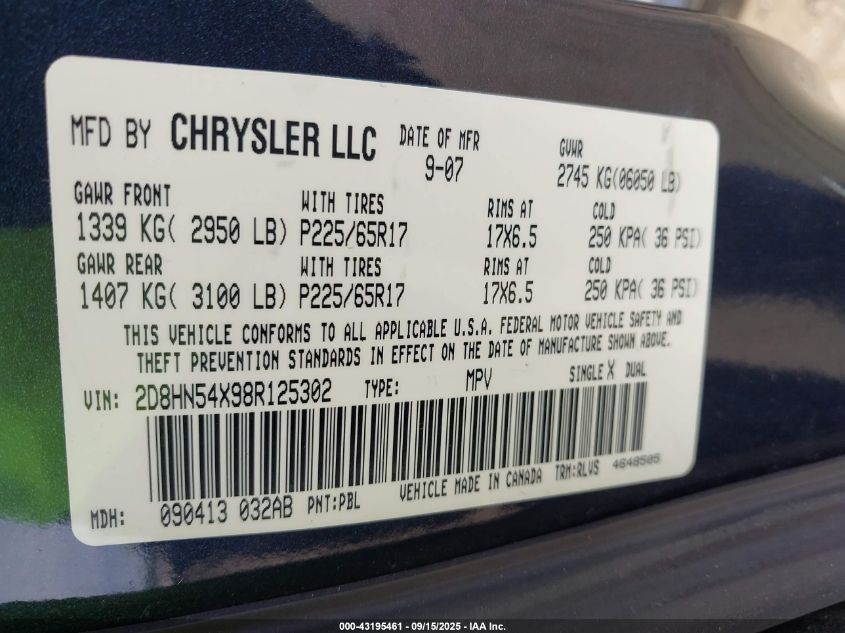 MFD BY CHRYSLER LLC DATE OF MFR GVWR
9-07 2745 KG(06050 LB)
GAWR FRONT WITH TIRES RIMS AT COLD
1339 KG( 2950 LB) P225/65R17 17X6.5 250 KPA( 36 PSI)
GAWR REAR WITH TIRES RIMS AT COLD
1407 KG( 3100 LB) P225/65R17 17X6.5 250 KPA( 36 PSI)
THIS VEHICLE CONFORMS TO ALL APPLICABLE U.S.A. FEDERAL MOTOR VEHICLE SAFETY AND
THEFT PREVENTION STANDARDS IN EFFECT ON THE DATE OF MANUFACTURE SHOWN ABOVE.
VIN: 2D8HN54X98R125302 TYPE: MPV SINGLE X DUAL
MDH: 090413 032AB PNT:PBL VEHICLE MADE IN CANADA TRM:RLVS 4648505
000-43195461 - 09/15/2025 - IAA Inc.